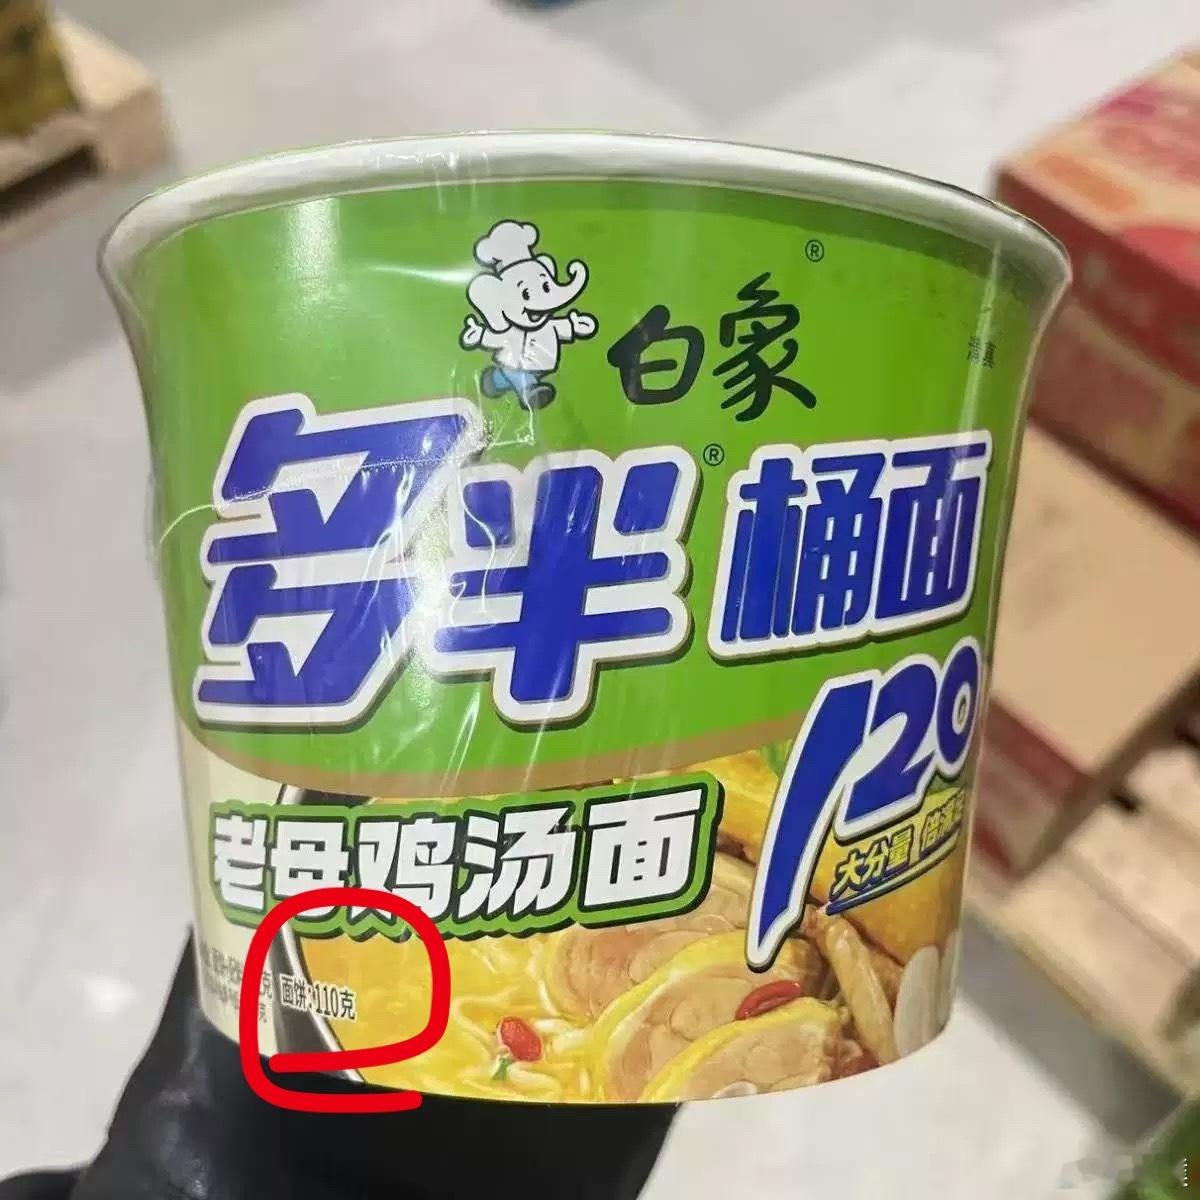 白象
®
多半® 桶面
120
大分量
老母鸡汤面
面饼:110克